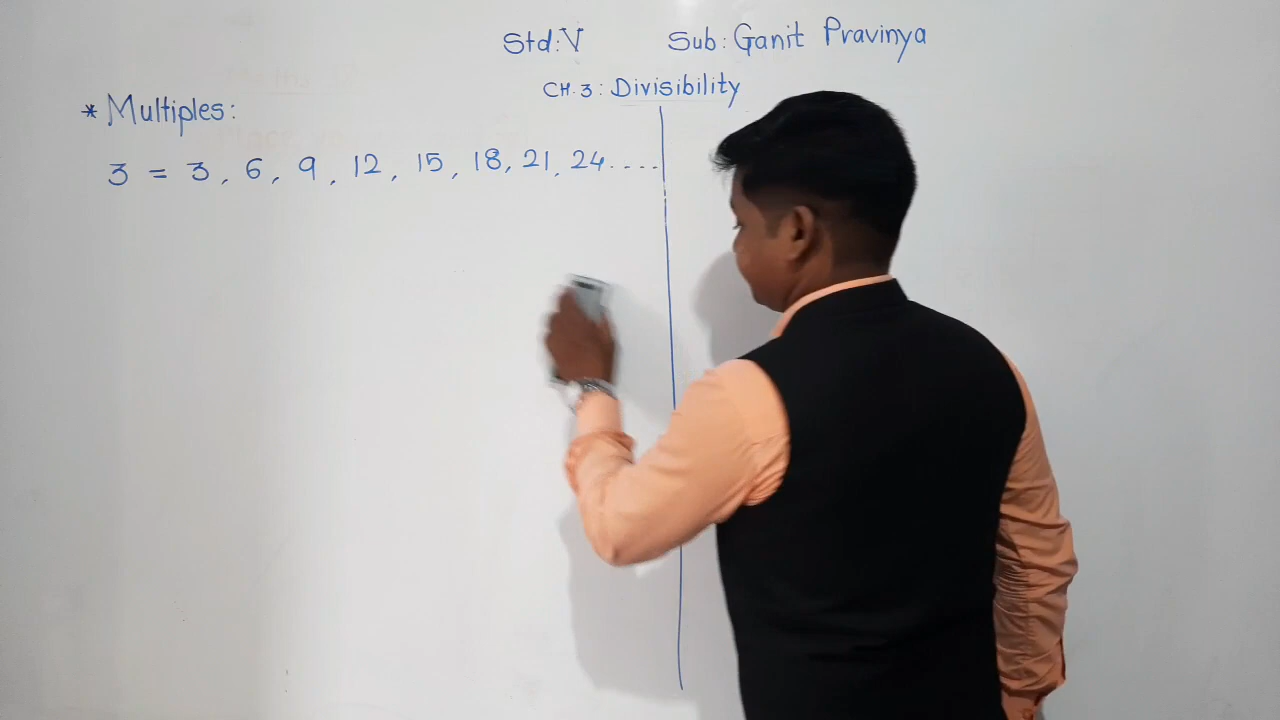 Std: V Sub: Ganit Pravinya
CH. 3 : Divisibility
* Multiples:
3 = 3, 6, 9, 12, 15, 18, 21, 24.....